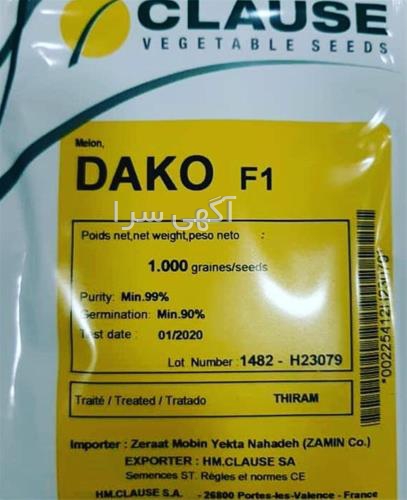 CLAUSE
VEGETABLE SEEDS
Melon,
DAKO F1
آگهی سرا
Poids net,net weight,peso neto :
1.000 graines/seeds
Purity: Min.99%
Germination: Min.90%
Test date : 01/2020
Lot Number : 1482 - H23079
*00225412H23079*
Traité / Treated / Tratado THIRAM
Importer : Zeraat Mobin Yekta Nahadeh (ZAMIN Co.)
EXPORTER : HM.CLAUSE SA
Semences ST. Régles et normes CE
HM.CLAUSE S.A. - 26800 Portes-les-Valence - France